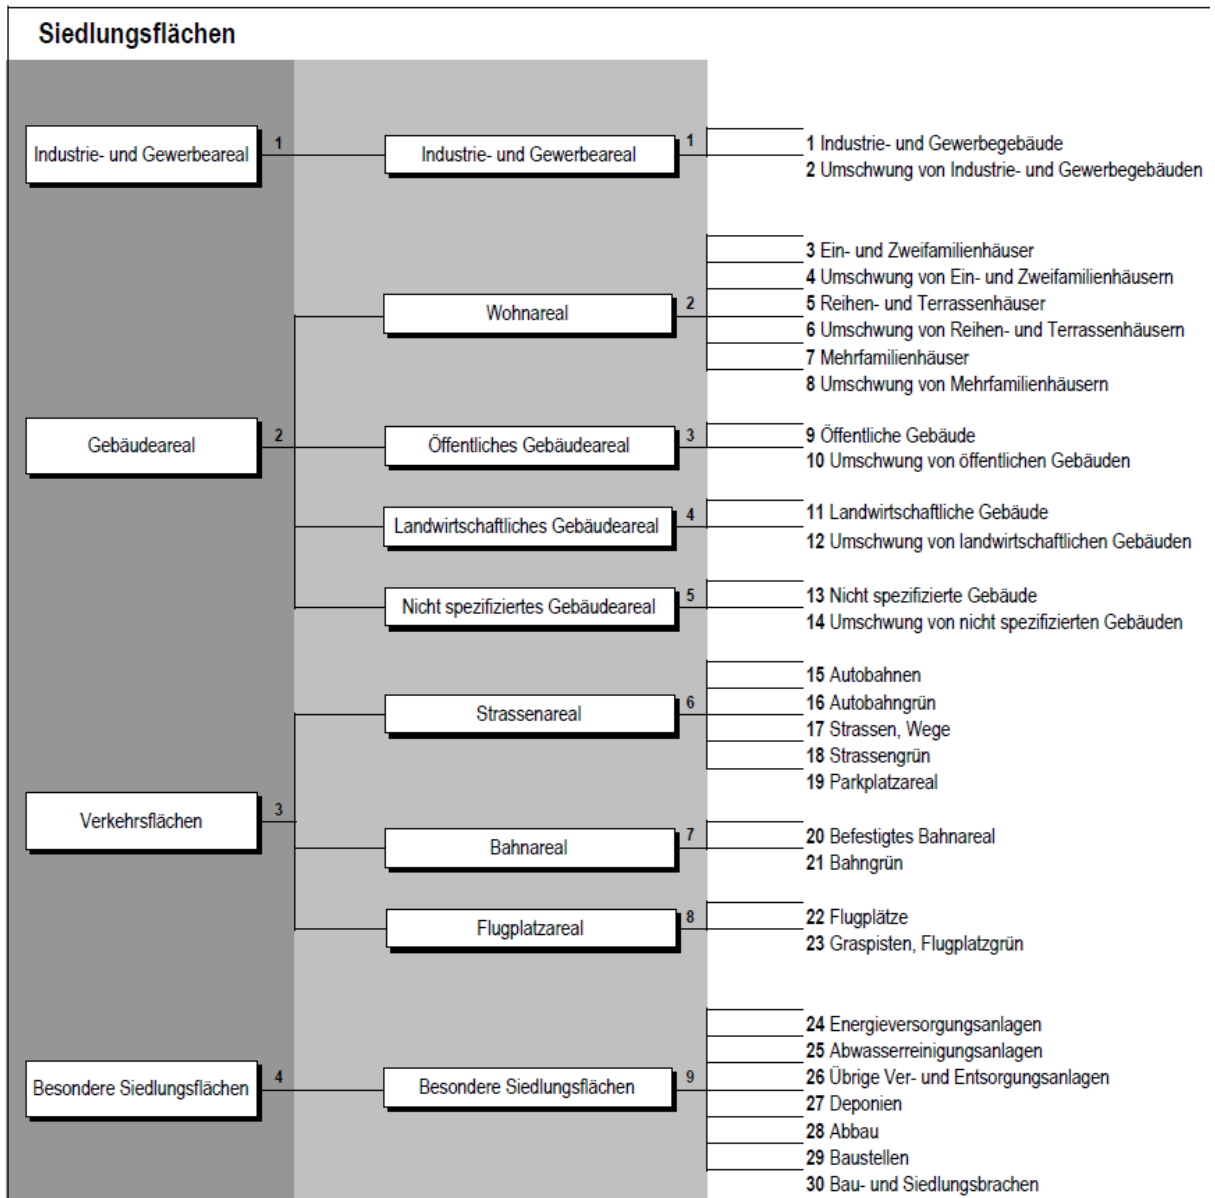 Siedlungsflächen
Industrie- und Gewerbeareal
1
Industrie- und Gewerbeareal
1
1 Industrie- und Gewerbegebäude
2 Umschwung von Industrie- und Gewerbegebäuden
Gebäudeareal
2
Wohnareal
2
3 Ein- und Zweifamilienhäuser
4 Umschwung von Ein- und Zweifamilienhäusern
5 Reihen- und Terrassenhäuser
6 Umschwung von Reihen- und Terrassenhäusern
7 Mehrfamilienhäuser
8 Umschwung von Mehrfamilienhäusern
Öffentliches Gebäudeareal
3
9 Öffentliche Gebäude
10 Umschwung von öffentlichen Gebäuden
Landwirtschaftliches Gebäudeareal
4
11 Landwirtschaftliche Gebäude
12 Umschwung von landwirtschaftlichen Gebäuden
Nicht spezifiziertes Gebäudeareal
5
13 Nicht spezifizierte Gebäude
14 Umschwung von nicht spezifizierten Gebäuden
Verkehrsflächen
3
Strassenareal
6
15 Autobahnen
16 Autobahngrün
17 Strassen, Wege
18 Strassengrün
19 Parkplatzareal
Bahnareal
7
20 Befestigtes Bahnareal
21 Bahngrün
Flugplatzareal
8
22 Flugplätze
23 Graspisten, Flugplatzgrün
Besondere Siedlungsflächen
4
Besondere Siedlungsflächen
9
24 Energieversorgungsanlagen
25 Abwasserreinigungsanlagen
26 Übrige Ver- und Entsorgungsanlagen
27 Deponien
28 Abbau
29 Baustellen
30 Bau- und Siedlungsbrachen